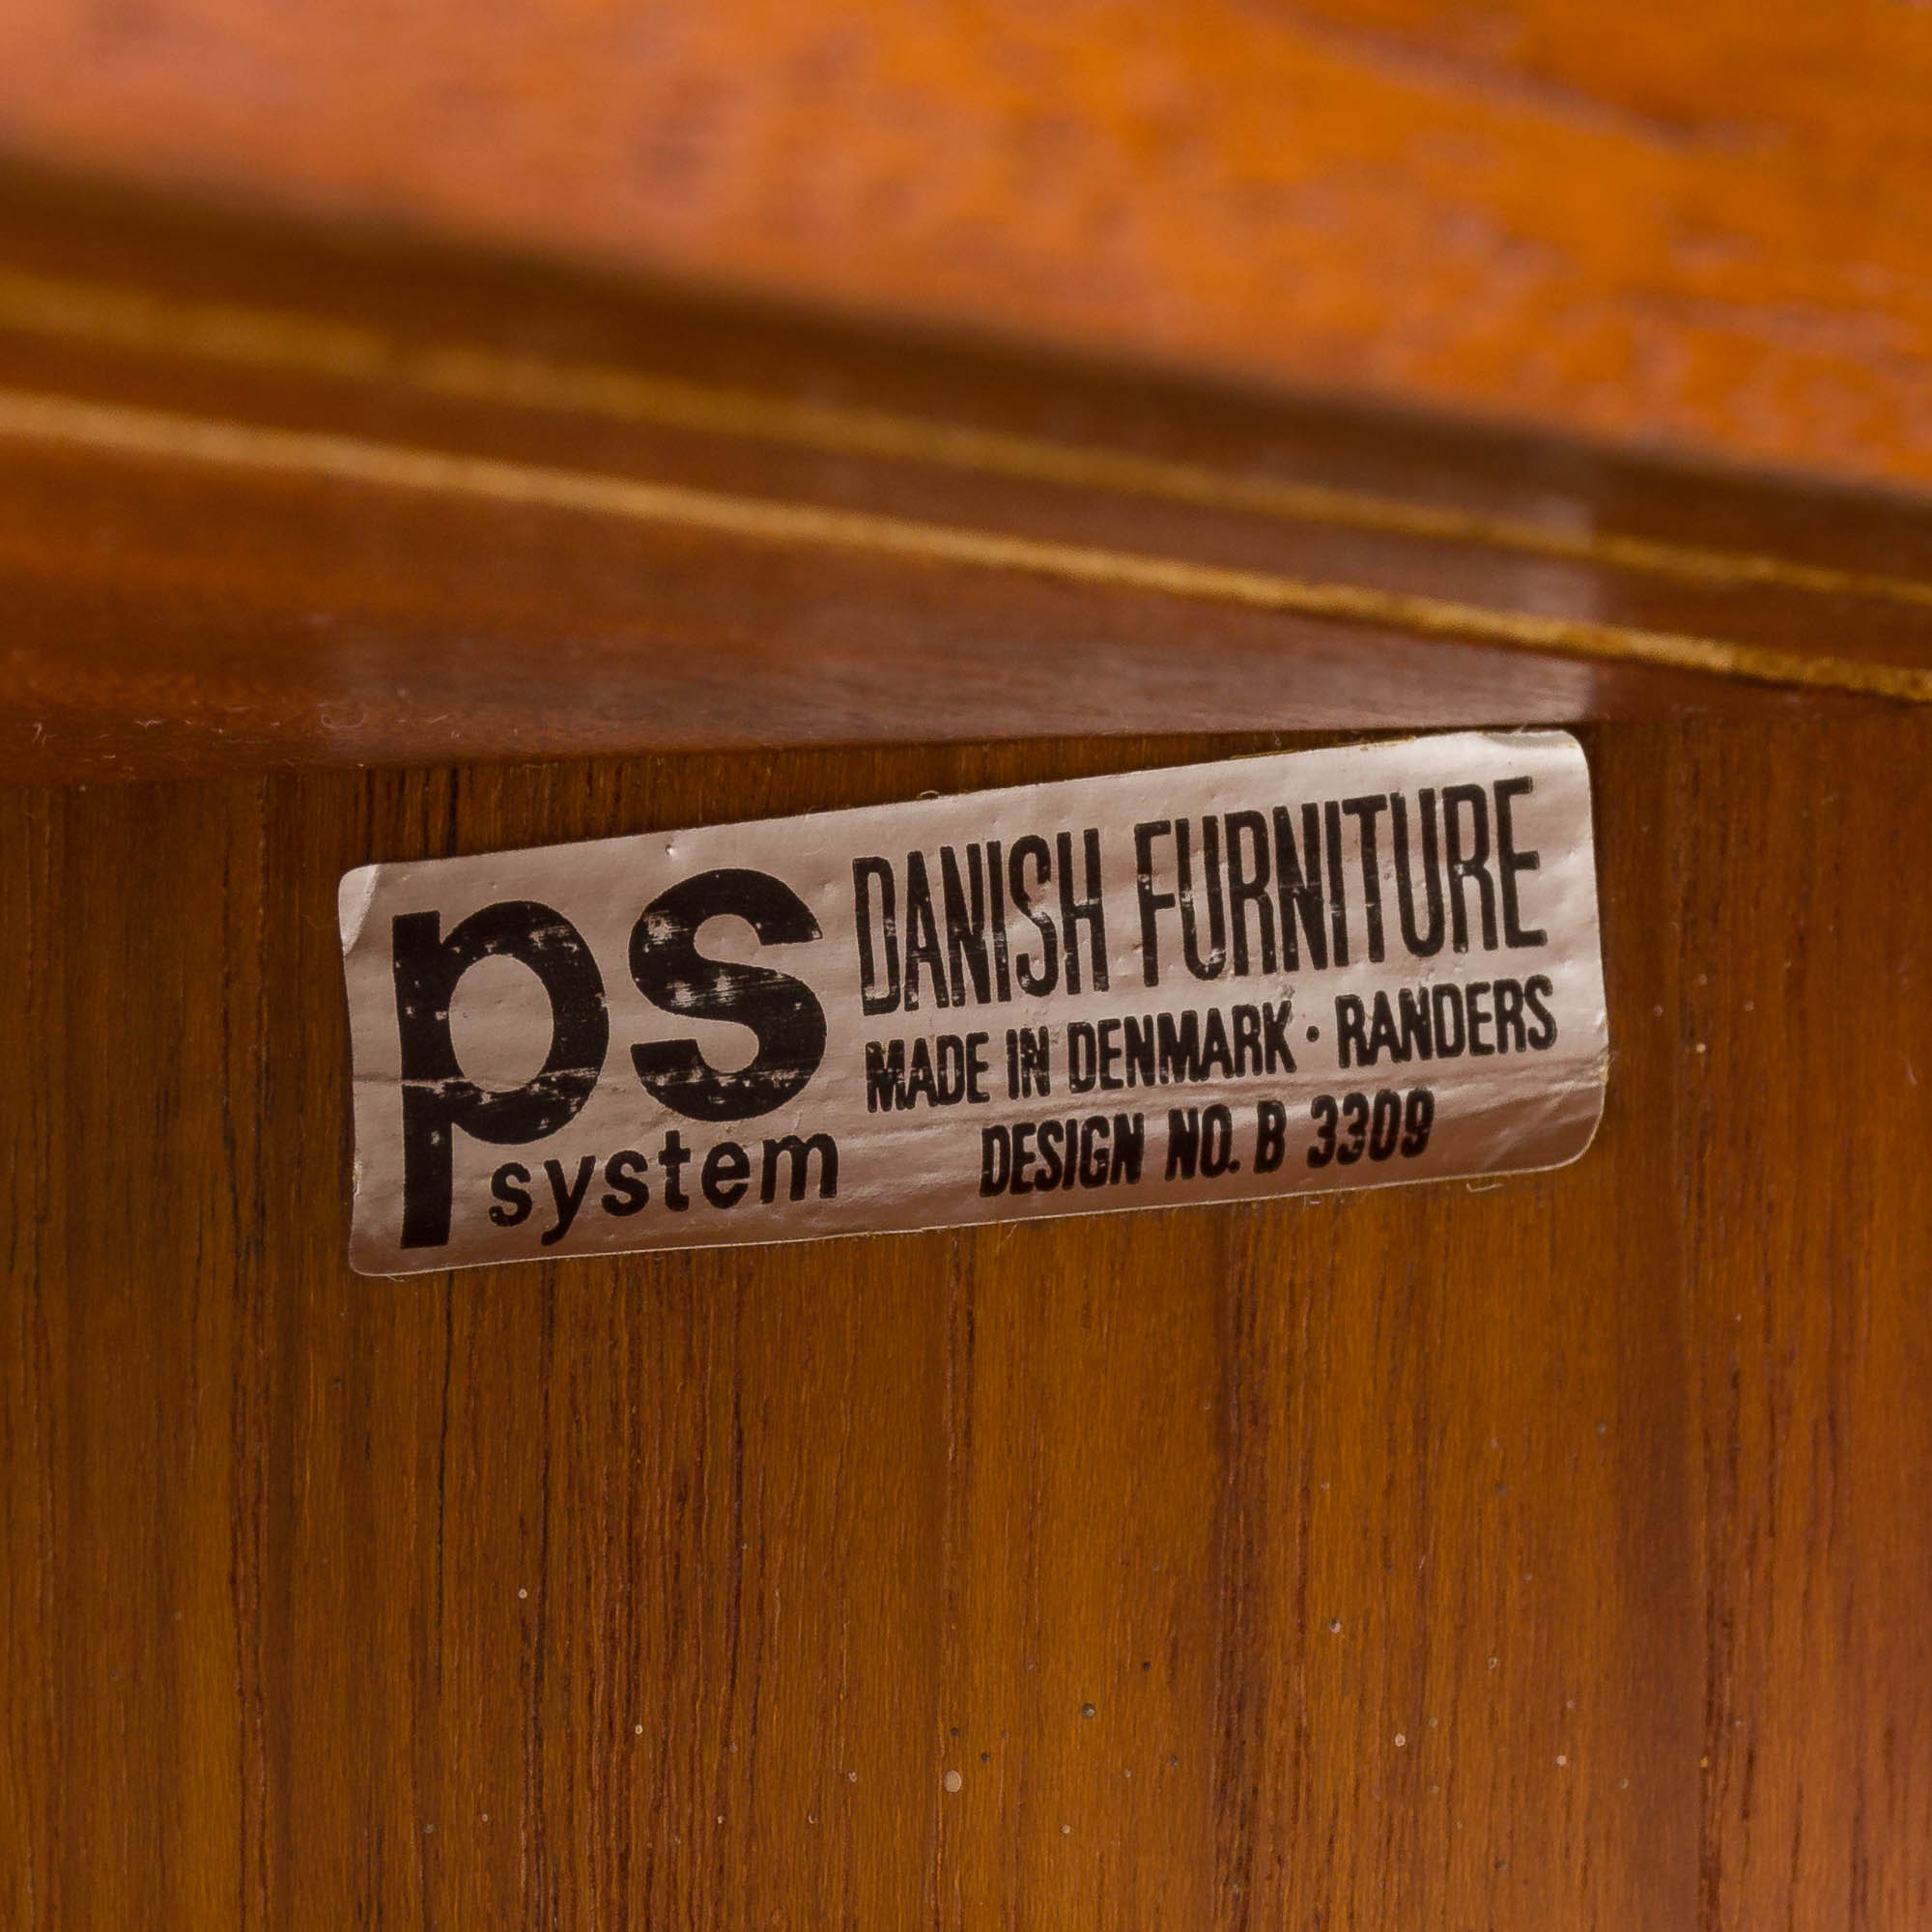 ps
system
DANISH FURNITURE
MADE IN DENMARK · RANDERS
DESIGN NO. B 3309